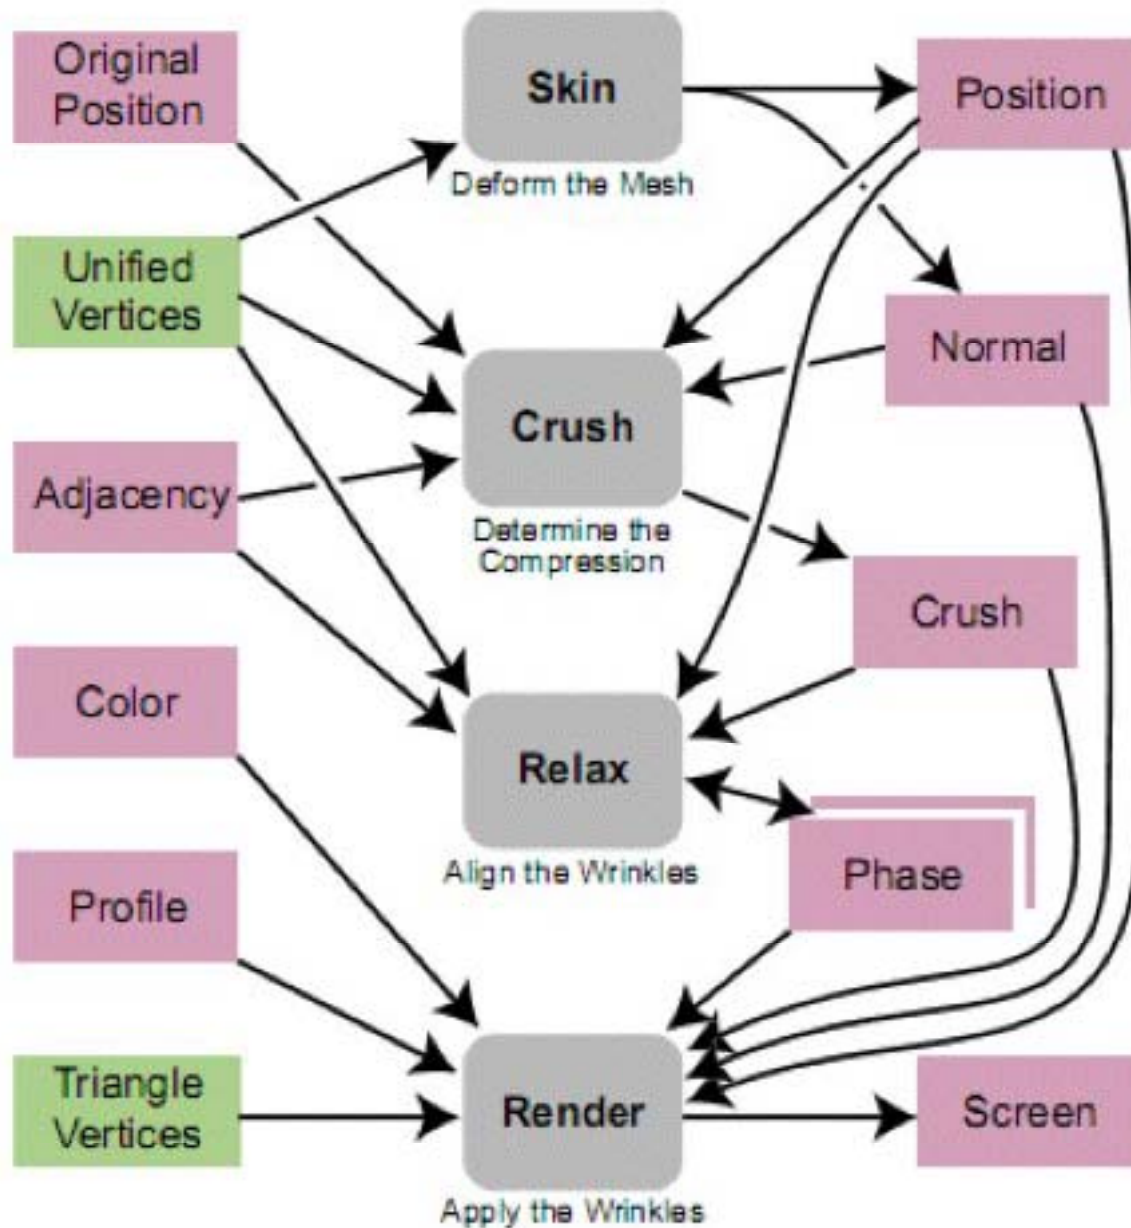 Original
Position
Skin
Deform the Mesh
Position
Unified
Vertices
Normal
Crush
Determine the
Compression
Adjacency
Crush
Color
Relax
Align the Wrinkles
Phase
Profile
Triangle
Vertices
Render
Apply the Wrinkles
Screen